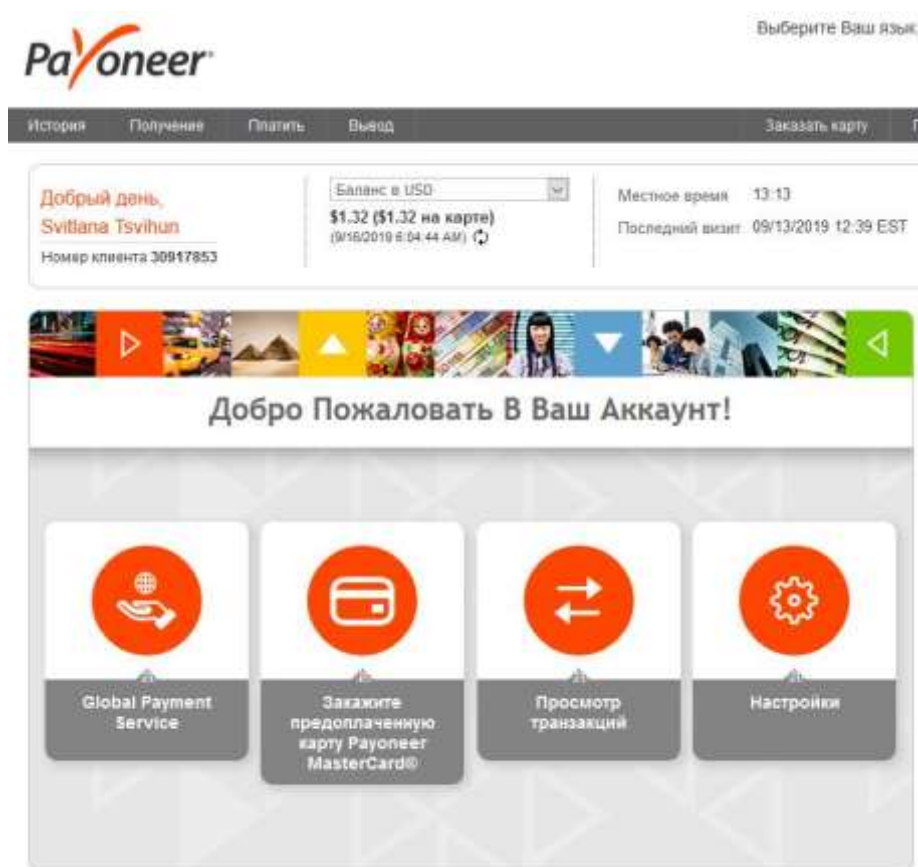 Payoneer
Выберите Ваш язык
История Получение Платить Вывод Заказать карту
Добрый день,
Svitlana Tsvihun
Номер клиента 30917853
Баланс в USD
$1.32 ($1.32 на карте)
(9/16/2019 6:04:44 AM)
Местное время 13:13
Последний визит 09/13/2019 12:39 EST
Добро Пожаловать В Ваш Аккаунт!
Global Payment
Service
Закажите
предоплаченную
карту Payoneer
MasterCard®
Просмотр
транзакций
Настройки